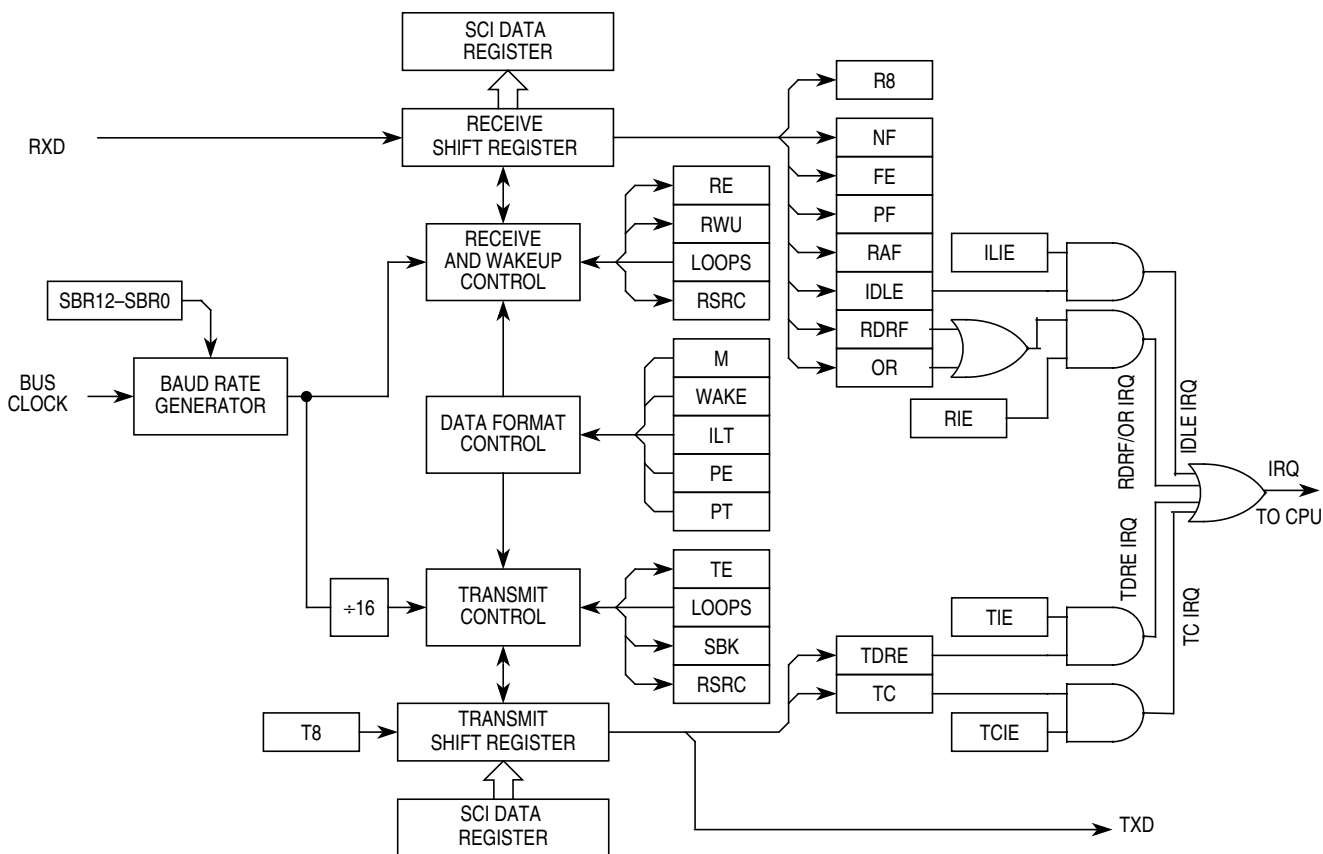 SCI DATA
REGISTER
RXD
RECEIVE
SHIFT REGISTER
R8
NF
FE
PF
RAF
IDLE
RDRF
OR
RE
RWU
LOOPS
RSRC
RECEIVE
AND WAKEUP
CONTROL
ILIE
SBR12–SBR0
BUS
CLOCK
BAUD RATE
GENERATOR
DATA FORMAT
CONTROL
M
WAKE
ILT
PE
PT
RIE
RDRF/OR IRQ
IDLE IRQ
IRQ
TO CPU
TDRE IRQ
TC IRQ
÷16
TRANSMIT
CONTROL
TE
LOOPS
SBK
RSRC
TIE
TDRE
TC
TCIE
T8
TRANSMIT
SHIFT REGISTER
SCI DATA
REGISTER
TXD